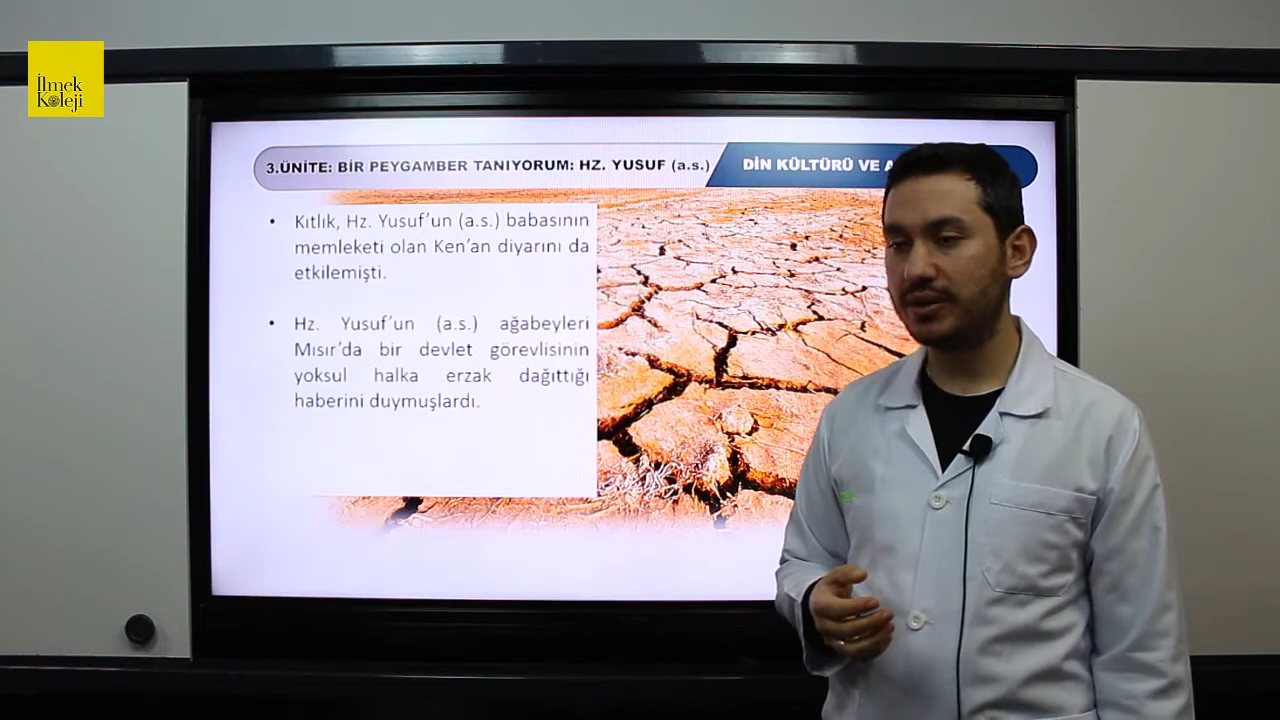 İlmek
Koleji
3.ÜNİTE: BİR PEYGAMBER TANIYORUM: HZ. YUSUF (a.s.)
DİN KÜLTÜRÜ VE
• Kıtlık, Hz. Yusuf'un (a.s.) babasının
memleketi olan Ken'an diyarını da
etkilemişti.
• Hz. Yusuf'un (a.s.) ağabeyleri
Mısır'da bir devlet görevlisinin
yoksul halka erzak dağıttığı
haberini duymuşlardı.